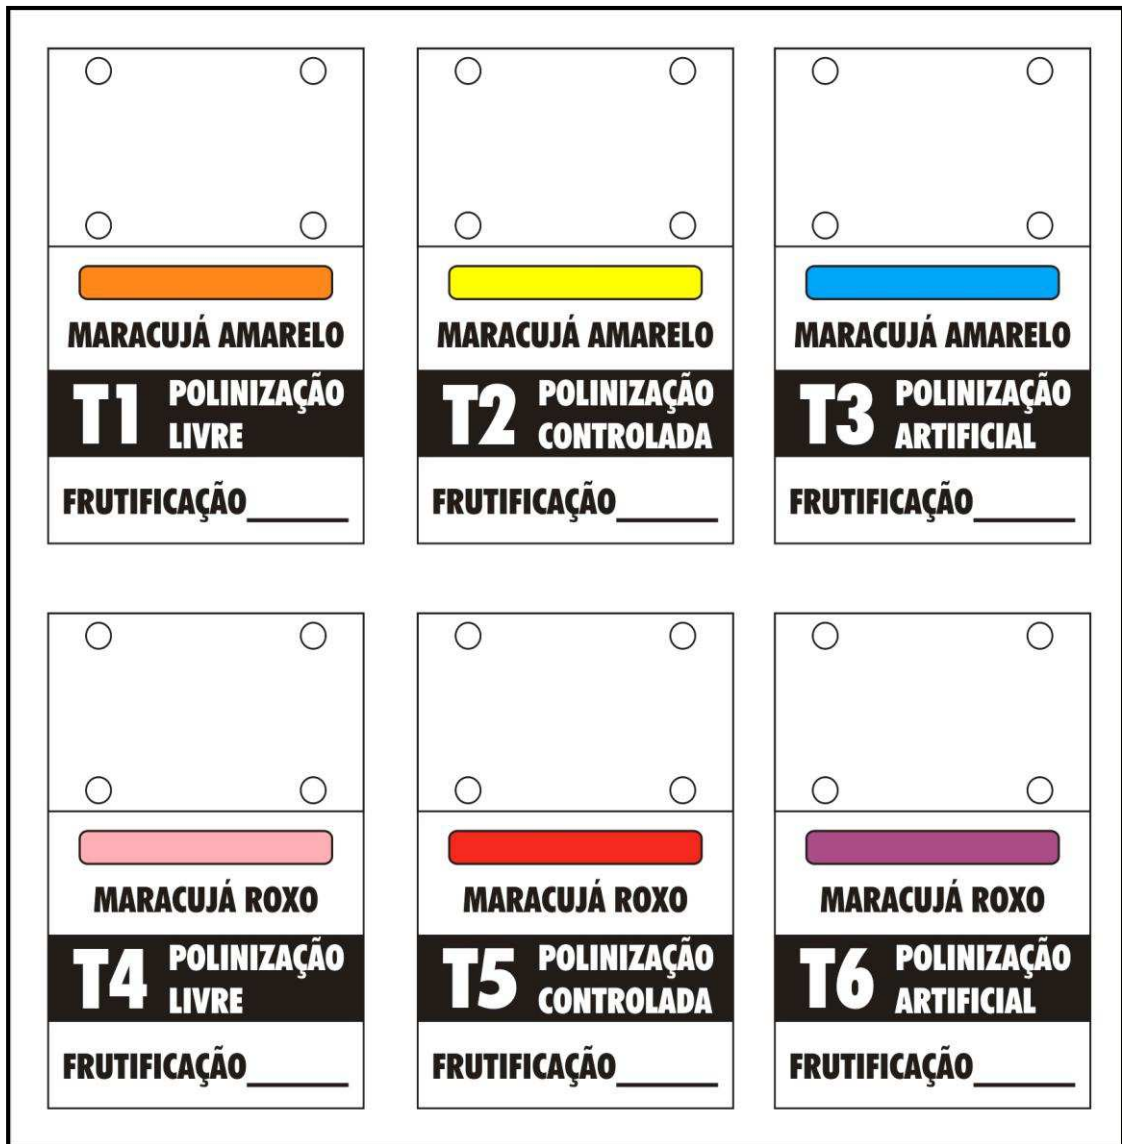 MARACUJÁ AMARELO
T1 POLINIZAÇÃO
LIVRE
FRUTIFICAÇÃO______
MARACUJÁ AMARELO
T2 POLINIZAÇÃO
CONTROLADA
FRUTIFICAÇÃO______
MARACUJÁ AMARELO
T3 POLINIZAÇÃO
ARTIFICIAL
FRUTIFICAÇÃO______
MARACUJÁ ROXO
T4 POLINIZAÇÃO
LIVRE
FRUTIFICAÇÃO______
MARACUJÁ ROXO
T5 POLINIZAÇÃO
CONTROLADA
FRUTIFICAÇÃO______
MARACUJÁ ROXO
T6 POLINIZAÇÃO
ARTIFICIAL
FRUTIFICAÇÃO______